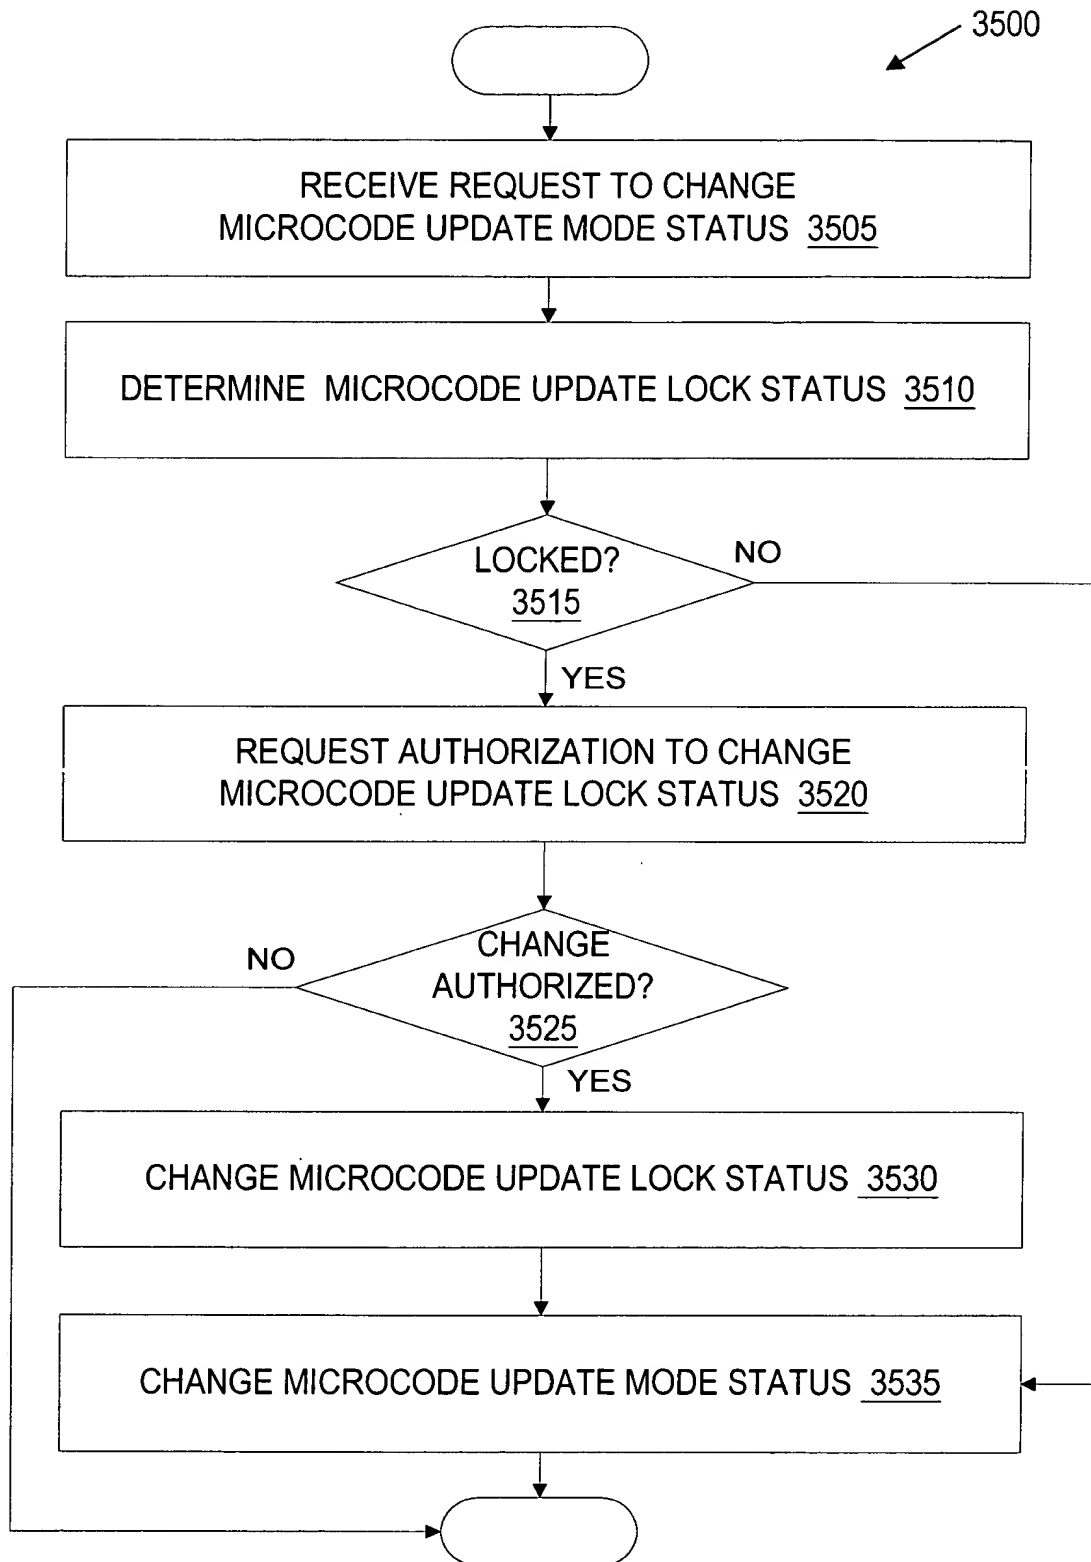 3500
RECEIVE REQUEST TO CHANGE
MICROCODE UPDATE MODE STATUS 3505
DETERMINE MICROCODE UPDATE LOCK STATUS 3510
LOCKED?
3515
NO
YES
REQUEST AUTHORIZATION TO CHANGE
MICROCODE UPDATE LOCK STATUS 3520
NO
CHANGE
AUTHORIZED?
3525
YES
CHANGE MICROCODE UPDATE LOCK STATUS 3530
CHANGE MICROCODE UPDATE MODE STATUS 3535